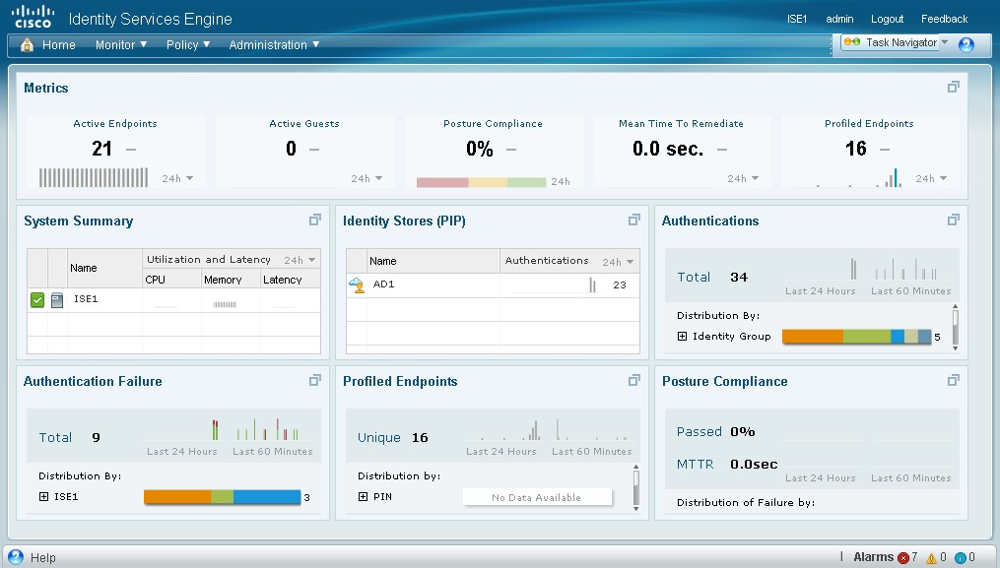 CISCO Identity Services Engine ISE1 admin Logout Feedback
Home Monitor Policy Administration Task Navigator
Metrics
Active Endpoints Active Guests Posture Compliance Mean Time To Remediate Profiled Endpoints
21 – 0 – 0% – 0.0 sec. – 16 –
24h 24h 24h 24h 24h
System Summary Identity Stores (PIP) Authentications
Name Utilization and Latency 24h
CPU Memory Latency
ISE1
Name Authentications 24h
AD1 23
Total 34
Last 24 Hours Last 60 Minutes
Distribution By:
Identity Group 5
Authentication Failure Profiled Endpoints Posture Compliance
Total 9
Last 24 Hours Last 60 Minutes
Distribution By:
ISE1 3
Unique 16
Last 24 Hours Last 60 Minutes
Distribution by:
PIN No Data Available
Passed 0%
MTTR 0.0sec
Last 24 Hours Last 60 Minutes
Distribution of Failure by:
Help Alarms 7 0 0